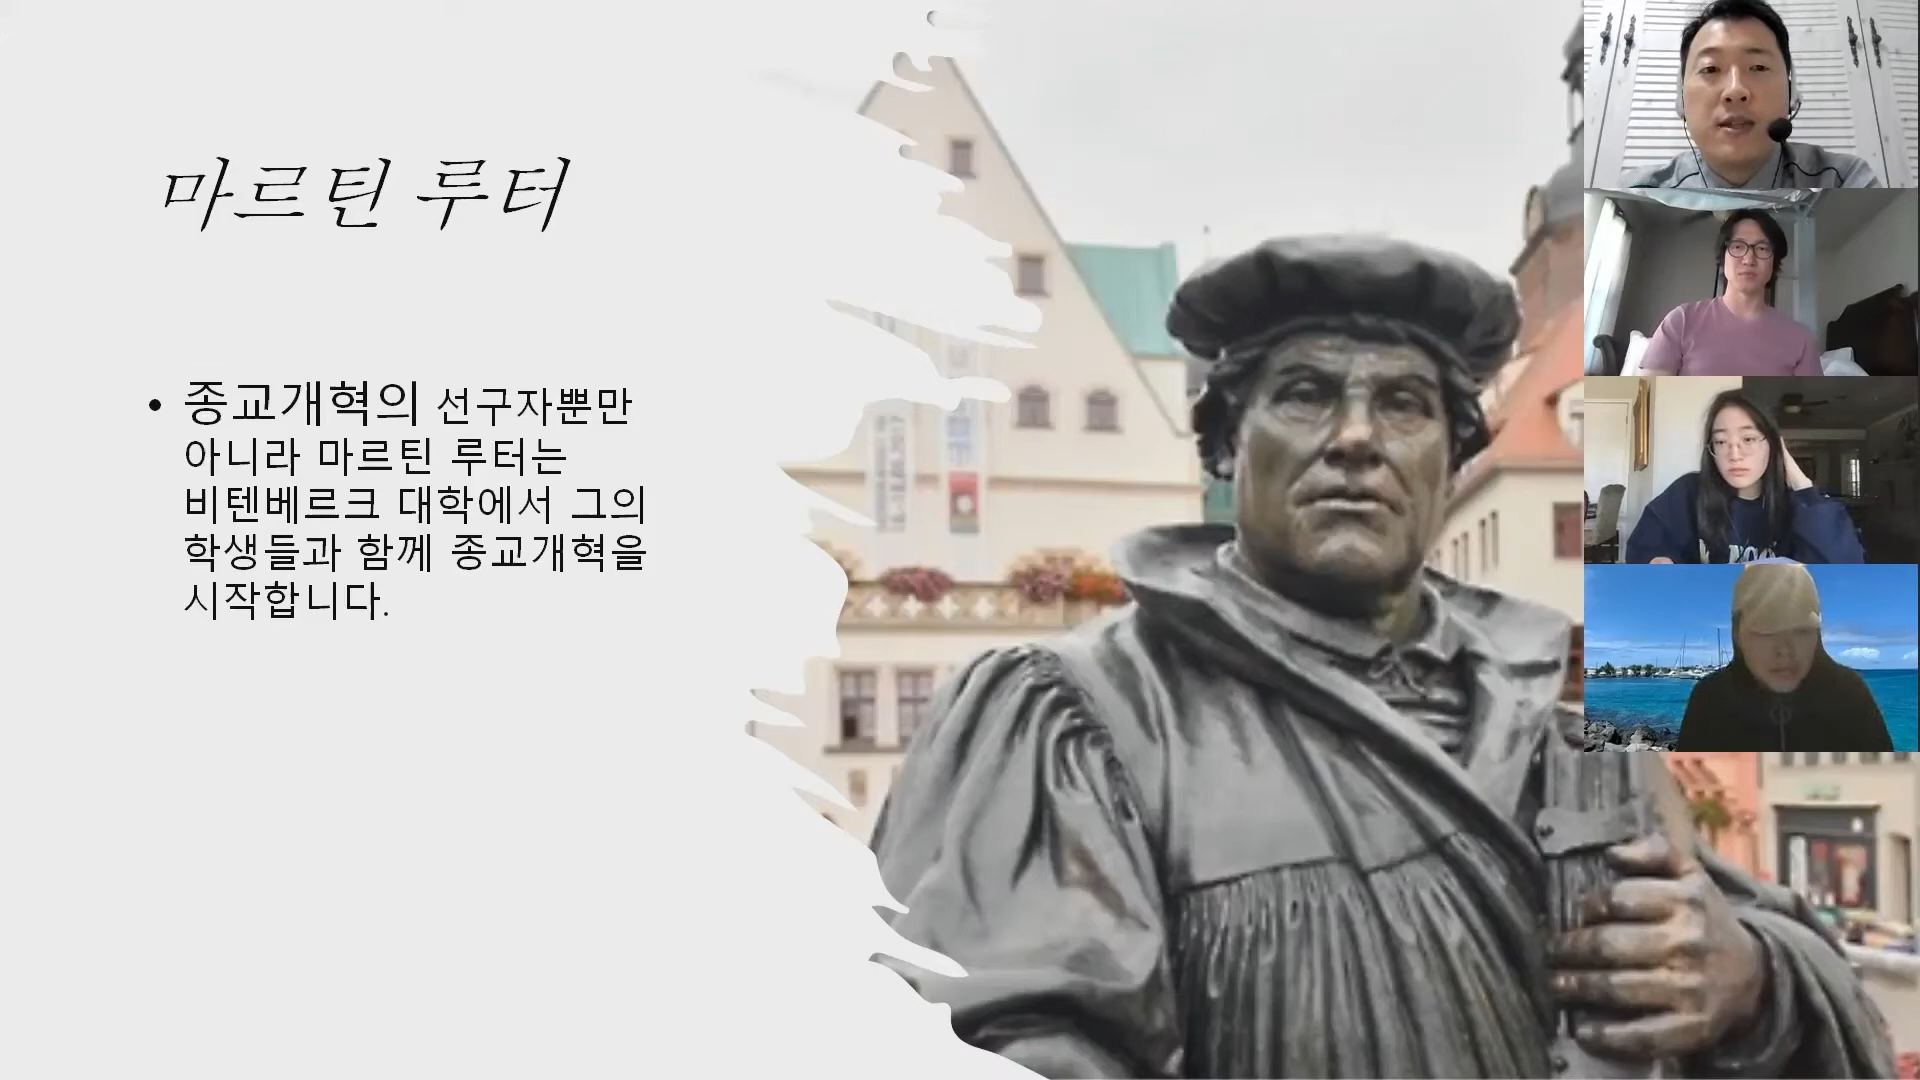 마르틴 루터
• 종교개혁의 선구자뿐만
아니라 마르틴 루터는
비텐베르크 대학에서 그의
학생들과 함께 종교개혁을
시작합니다.